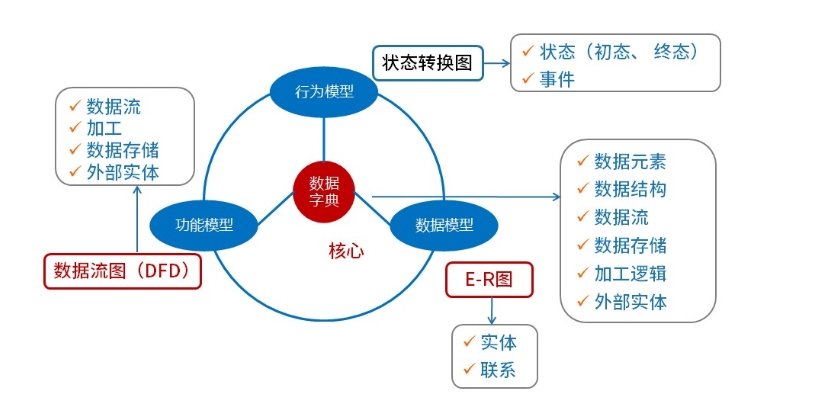 状态转换图
✓ 状态（初态、 终态）
✓ 事件
行为模型
✓ 数据流
✓ 加工
✓ 数据存储
✓ 外部实体
数据
字典
功能模型
数据模型
核心
数据流图（DFD）
E-R图
✓ 数据元素
✓ 数据结构
✓ 数据流
✓ 数据存储
✓ 加工逻辑
✓ 外部实体
✓ 实体
✓ 联系